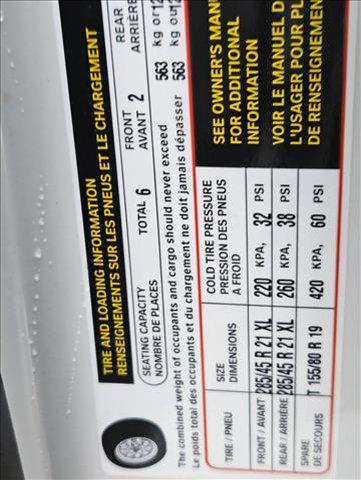 TIRE AND LOADING INFORMATION
RENSEIGNEMENTS SUR LES PNEUS ET LE CHARGEMENT
SEATING CAPACITY
NOMBRE DE PLACES
TOTAL 6
FRONT
AVANT 2
REAR
ARRIÈRE
The combined weight of occupants and cargo should never exceed 563 kg or
Le poids total des occupants et du chargement ne doit jamais dépasser 563 kg ou
TIRE / PNEU
SIZE
DIMENSIONS
COLD TIRE PRESSURE
PRESSION DES PNEUS
A FROID
FRONT / AVANT 285/45 R 21 XL 220 KPA, 32 PSI
REAR / ARRIÈRE 285/45 R 21 XL 260 KPA, 38 PSI
SPARE
DE SECOURS
T 155/80 R 19 420 KPA, 60 PSI
SEE OWNER'S MAN
FOR ADDITIONAL
INFORMATION
VOIR LE MANUEL D
L'USAGER POUR PL
DE RENSEIGNEMEN